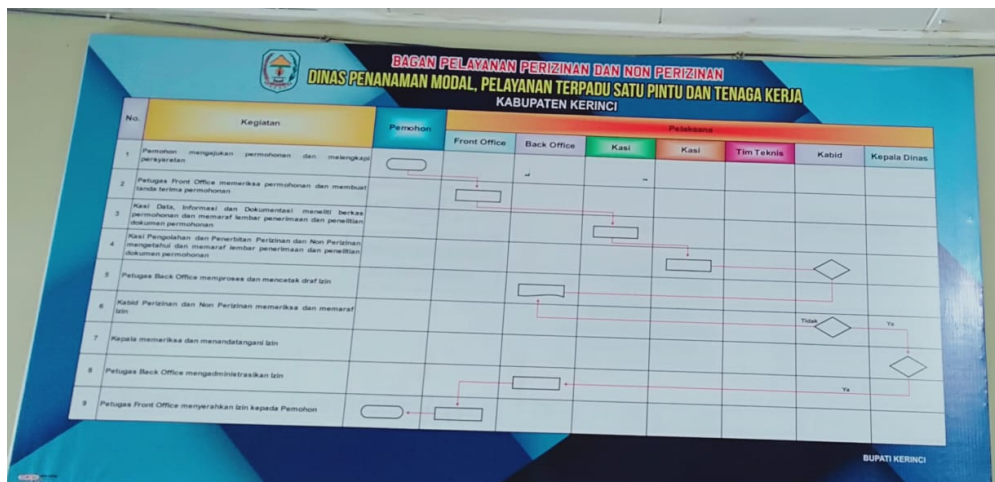 BAGAN PELAYANAN PERIZINAN DAN NON PERIZINAN
DINAS PENANAMAN MODAL, PELAYANAN TERPADU SATU PINTU DAN TENAGA KERJA
KABUPATEN KERINCI
No.
Kegiatan
Pemohon
Pelaksana
Front Office
Back Office
Kasi
Kasi
Tim Teknis
Kabid
Kepala Dinas
1
Pemohon mengajukan permohonan dan melengkapi
persyaratan
2
Petugas Front Office memeriksa permohonan dan membuat
tanda terima permohonan
3
Kasi Data, Informasi dan Dokumentasi meneliti berkas
permohonan dan memaraf lembar penerimaan dan penelitian
dokumen permohonan
4
Kasi Pengolahan dan Penerbitan Perizinan dan Non Perizinan
mengetahui dan memaraf lembar penerimaan dan penelitian
dokumen permohonan
5
Petugas Back Office memproses dan mencetak draf Izin
6
Kabid Perizinan dan Non Perizinan memeriksa dan memaraf
Izin
Tidak
Ya
7
Kepala memeriksa dan menandatangani Izin
8
Petugas Back Office mengadministrasikan Izin
Ya
9
Petugas Front Office menyerahkan Izin kepada Pemohon
BUPATI KERINCI